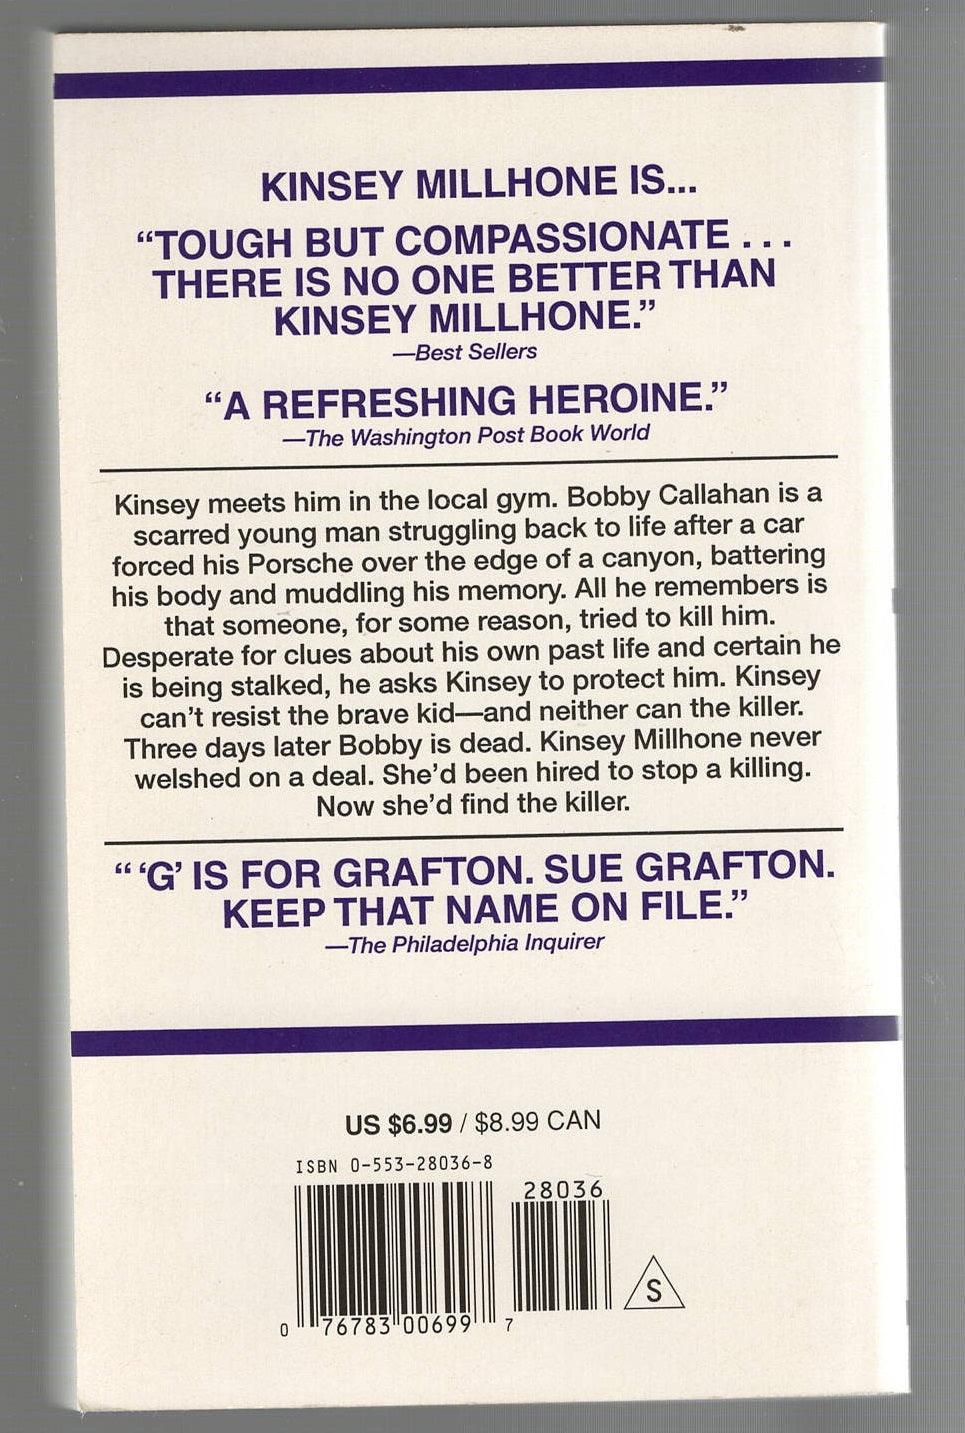 KINSEY MILLHONE IS...
“TOUGH BUT COMPASSIONATE . . .
THERE IS NO ONE BETTER THAN
KINSEY MILLHONE.”
—Best Sellers
“A REFRESHING HEROINE.”
—The Washington Post Book World
Kinsey meets him in the local gym. Bobby Callahan is a
scarred young man struggling back to life after a car
forced his Porsche over the edge of a canyon, battering
his body and muddling his memory. All he remembers is
that someone, for some reason, tried to kill him.
Desperate for clues about his own past life and certain he
is being stalked, he asks Kinsey to protect him. Kinsey
can’t resist the brave kid—and neither can the killer.
Three days later Bobby is dead. Kinsey Millhone never
welshed on a deal. She’d been hired to stop a killing.
Now she’d find the killer.
“ ‘G’ IS FOR GRAFTON. SUE GRAFTON.
KEEP THAT NAME ON FILE.”
—The Philadelphia Inquirer
US $6.99 / $8.99 CAN
ISBN 0-553-28036-8
28036
S
0 76783 00699 7